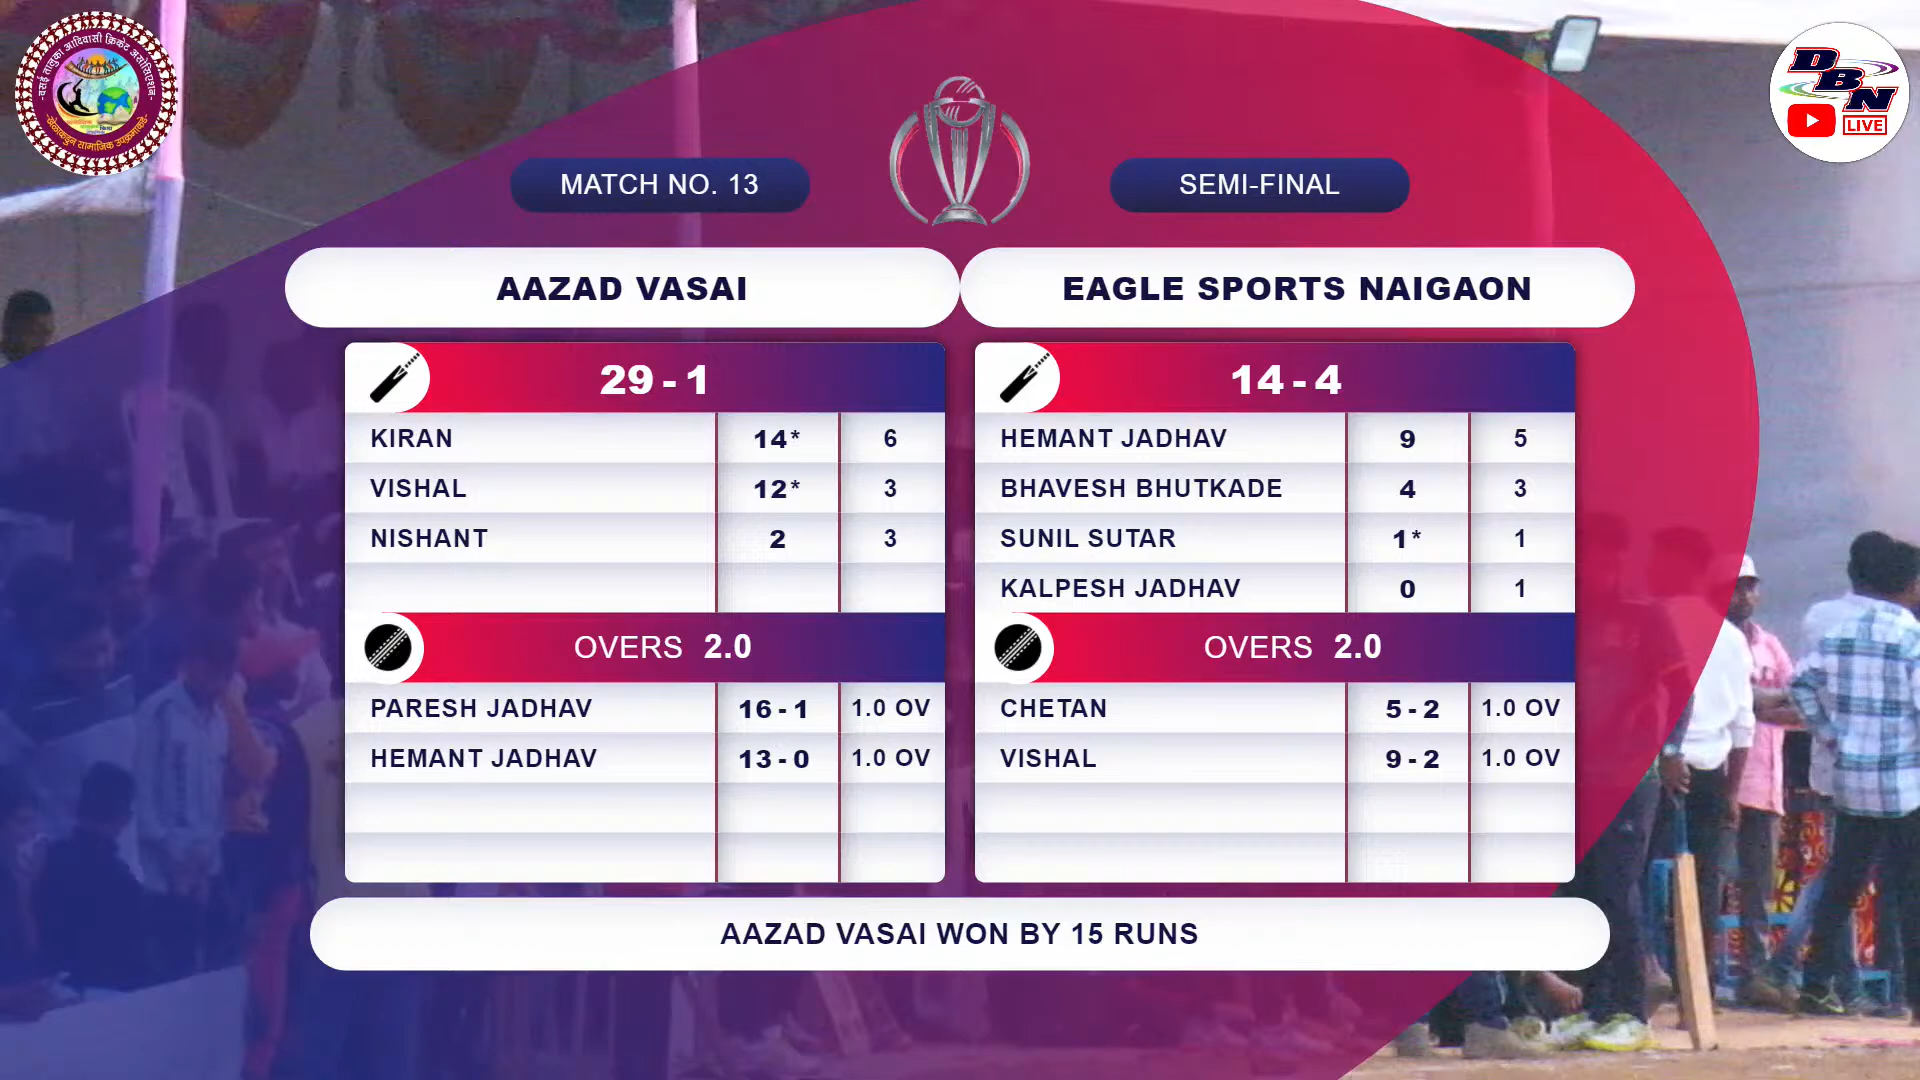 वसई तालुका आदिवासी क्रिकेट असोसिएशन
DBN
LIVE
MATCH NO. 13
SEMI-FINAL
AAZAD VASAI
EAGLE SPORTS NAIGAON
29 - 1
KIRAN 14* 6
VISHAL 12* 3
NISHANT 2 3
OVERS 2.0
PARESH JADHAV 16 - 1 1.0 OV
HEMANT JADHAV 13 - 0 1.0 OV
14 - 4
HEMANT JADHAV 9 5
BHAVESH BHUTKADE 4 3
SUNIL SUTAR 1* 1
KALPESH JADHAV 0 1
OVERS 2.0
CHETAN 5 - 2 1.0 OV
VISHAL 9 - 2 1.0 OV
AAZAD VASAI WON BY 15 RUNS